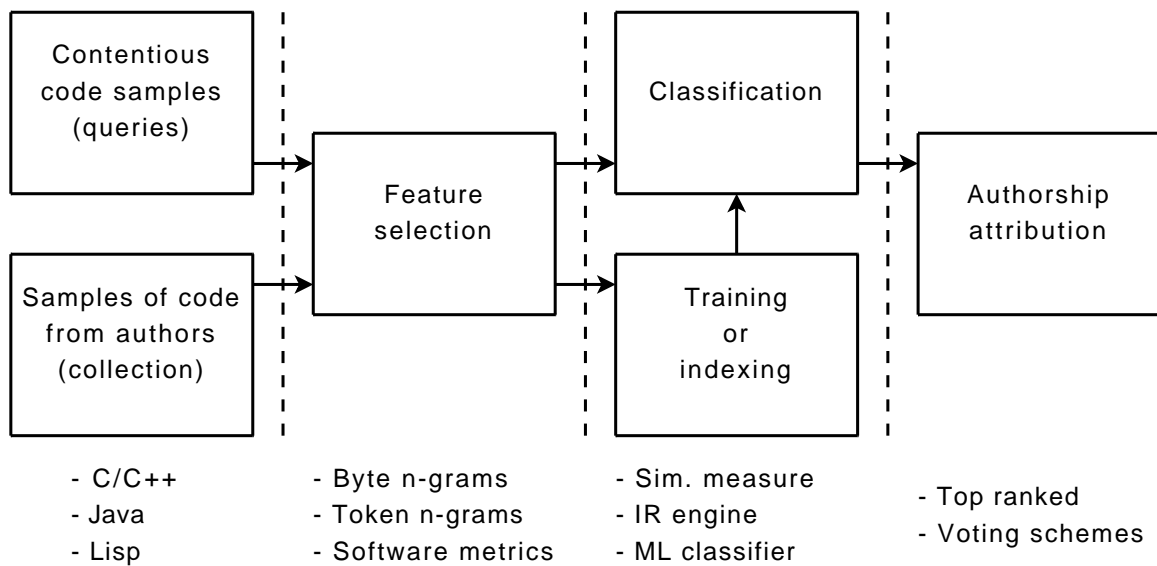 Contentious
code samples
(queries)
Samples of code
from authors
(collection)
Feature
selection
Classification
Training
or
indexing
Authorship
attribution
- C/C++
- Java
- Lisp
- Byte n-grams
- Token n-grams
- Software metrics
- Sim. measure
- IR engine
- ML classifier
- Top ranked
- Voting schemes